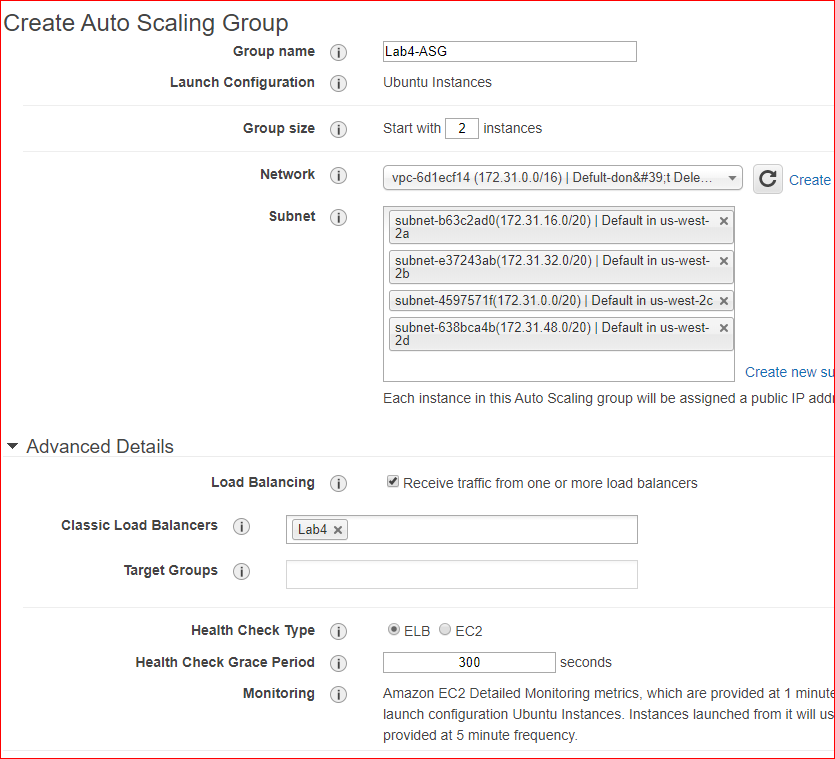 Create Auto Scaling Group
Group name i Lab4-ASG
Launch Configuration i Ubuntu Instances
Group size i Start with 2 instances
Network i vpc-6d1ecf14 (172.31.0.0/16) | Defult-don&#39;t Dele... Create
Subnet i subnet-b63c2ad0(172.31.16.0/20) | Default in us-west-
2a
subnet-e37243ab(172.31.32.0/20) | Default in us-west-
2b
subnet-4597571f(172.31.0.0/20) | Default in us-west-2c
subnet-638bca4b(172.31.48.0/20) | Default in us-west-
2d
Create new su
Each instance in this Auto Scaling group will be assigned a public IP addr
Advanced Details
Load Balancing i Receive traffic from one or more load balancers
Classic Load Balancers i Lab4
Target Groups i
Health Check Type i ELB EC2
Health Check Grace Period i 300 seconds
Monitoring i Amazon EC2 Detailed Monitoring metrics, which are provided at 1 minute
launch configuration Ubuntu Instances. Instances launched from it will us
provided at 5 minute frequency.